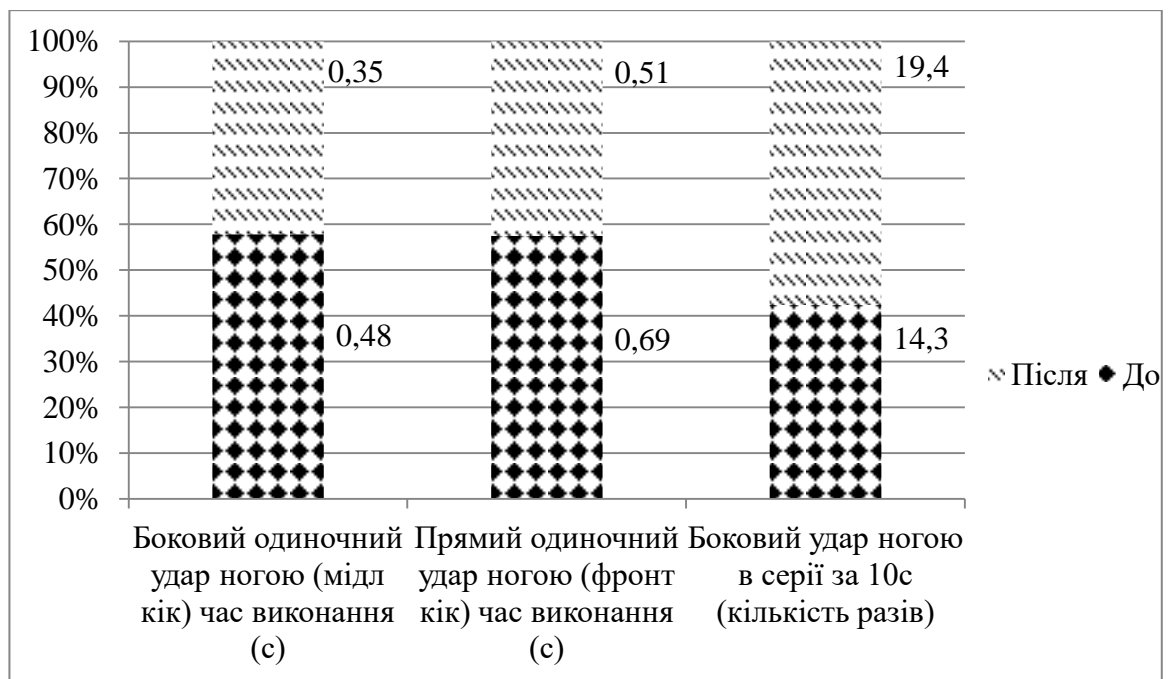 100%
90%
80%
70%
60%
50%
40%
30%
20%
10%
0%
0,35
0,51
19,4
0,48
0,69
14,3
Боковий одиночний
удар ногою (мідл
кік) час виконання
(с)
Прямий одиночний
удар ногою (фронт
кік) час виконання
(с)
Боковий удар ногою
в серії за 10с
(кількість разів)
Після До